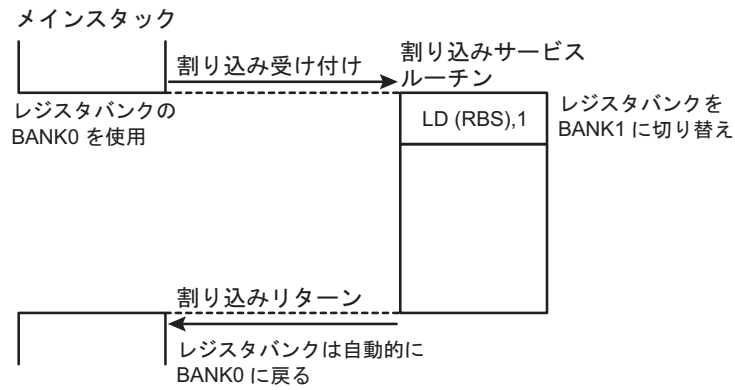 メインスタック
割り込み受け付け
割り込みサービス
ルーチン
レジスタバンクの
BANK0 を使用
LD (RBS),1
レジスタバンクを
BANK1 に切り替え
割り込みリターン
レジスタバンクは自動的に
BANK0 に戻る